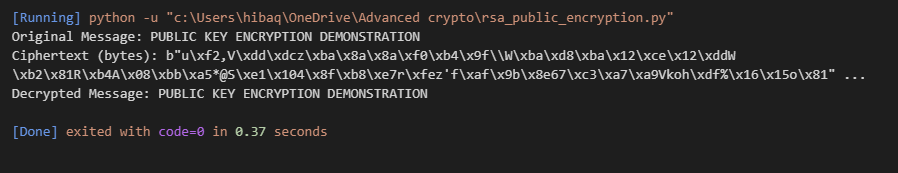 [Running] python -u "c:\Users\hibaq\OneDrive\Advanced crypto\rsa_public_encryption.py"
Original Message: PUBLIC KEY ENCRYPTION DEMONSTRATION
Ciphertext (bytes): b"u\xf2,V\xdd\xdcz\xba\x8a\x8a\xf0\xb4\x9f\\W\xba\xd8\xba\x12\xce\x12\xddW
\xb2\x81R\xb4A\x08\xbb\xa5*@S\xe1\x104\x8f\xb8\xe7r\xfez'f\xaf\x9b\x8e67\xc3\xa7\xa9Vkoh\xdf%\x16\x15o\x81" ...
Decrypted Message: PUBLIC KEY ENCRYPTION DEMONSTRATION
[Done] exited with code=0 in 0.37 seconds